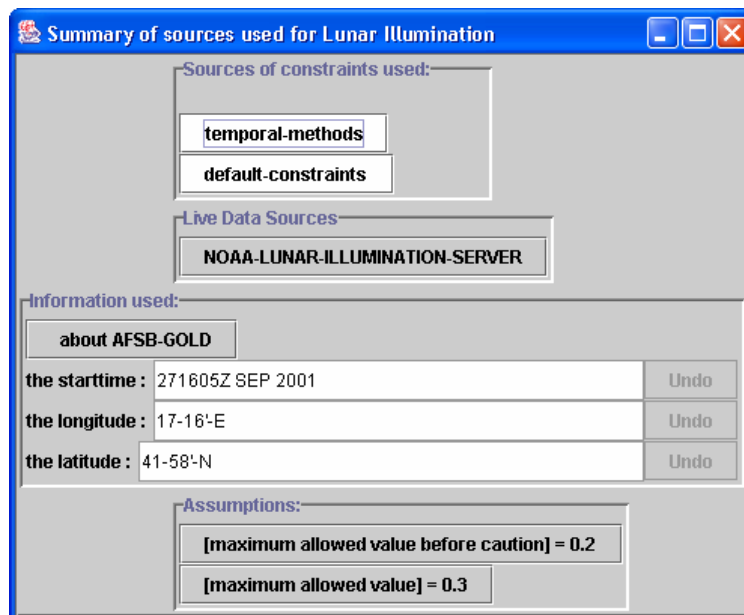 Summary of sources used for Lunar Illumination
Sources of constraints used:
temporal-methods
default-constraints
Live Data Sources
NOAA-LUNAR-ILLUMINATION-SERVER
Information used:
about AFSB-GOLD
the starttime : 271605Z SEP 2001 Undo
the longitude : 17-16'-E Undo
the latitude : 41-58'-N Undo
Assumptions:
[maximum allowed value before caution] = 0.2
[maximum allowed value] = 0.3